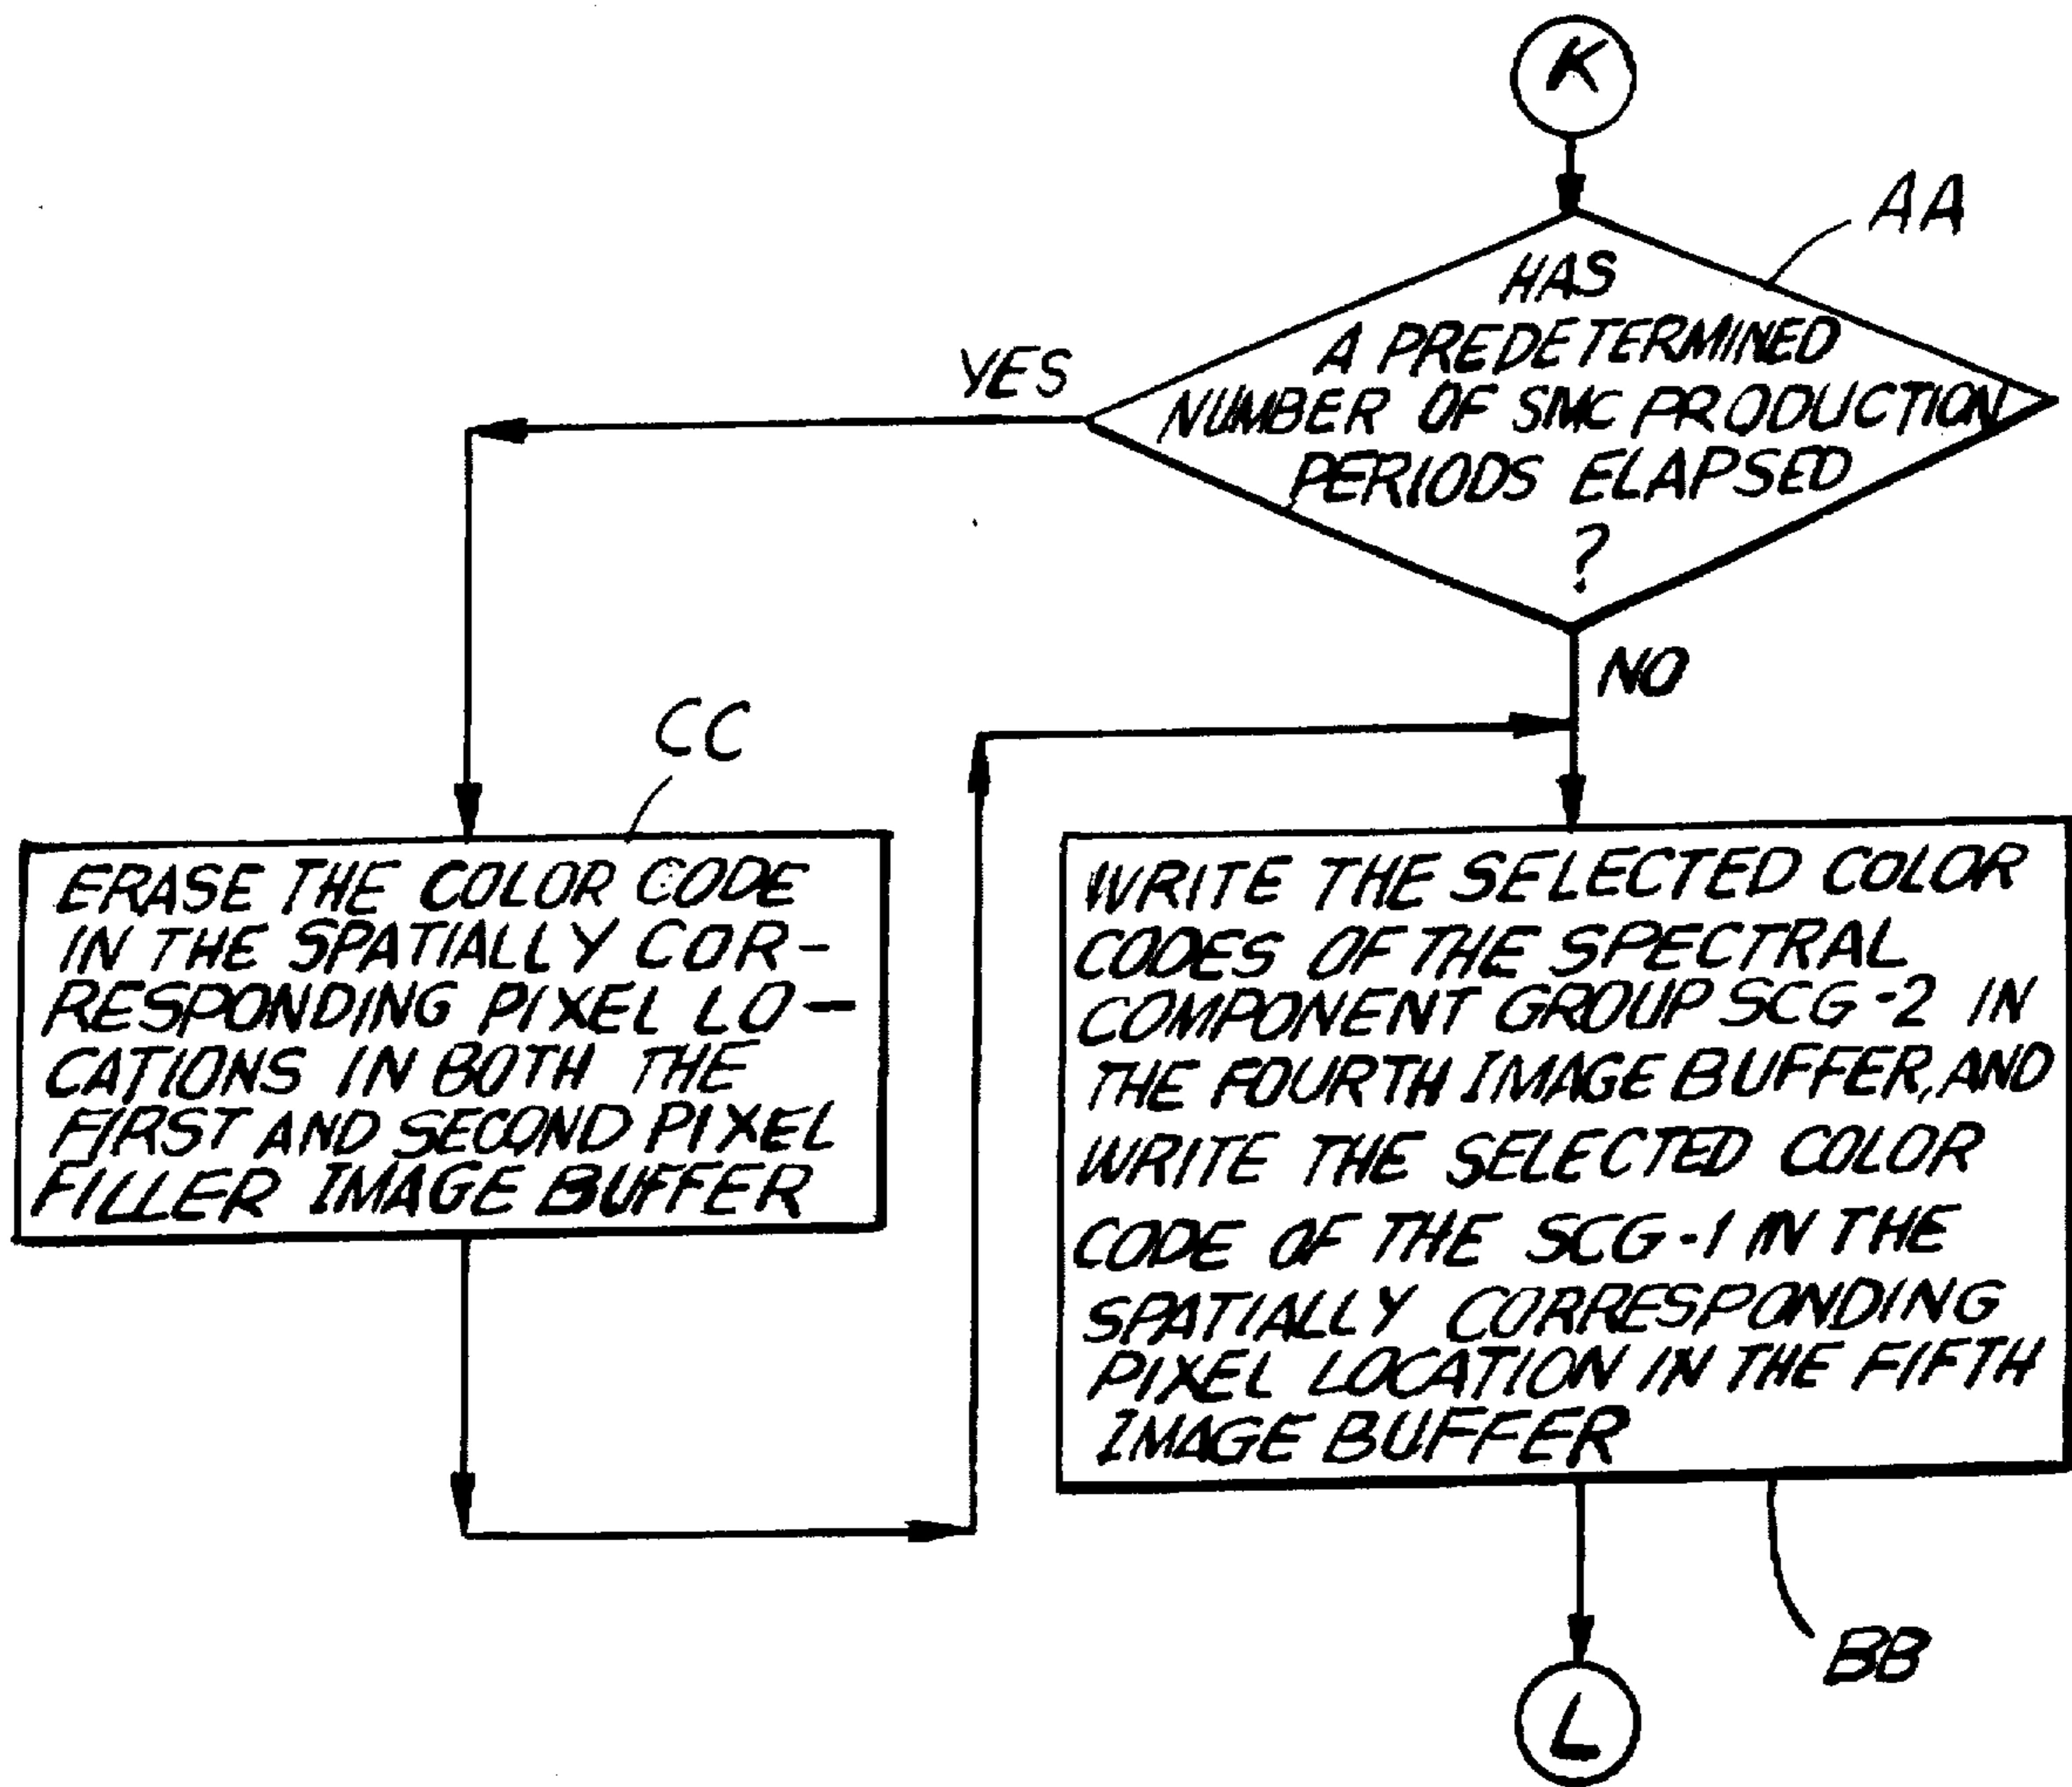 K
AA
HAS
A PREDETERMINED
NUMBER OF SMC PRODUCTION
PERIODS ELAPSED
?
YES
NO
CC
ERASE THE COLOR CODE
IN THE SPATIALLY COR-
RESPONDING PIXEL LO-
CATIONS IN BOTH THE
FIRST AND SECOND PIXEL
FILLER IMAGE BUFFER
WRITE THE SELECTED COLOR
CODES OF THE SPECTRAL
COMPONENT GROUP SCG-2 IN
THE FOURTH IMAGE BUFFER, AND
WRITE THE SELECTED COLOR
CODE OF THE SCG-1 IN THE
SPATIALLY CORRESPONDING
PIXEL LOCATION IN THE FIFTH
IMAGE BUFFER
BB
L